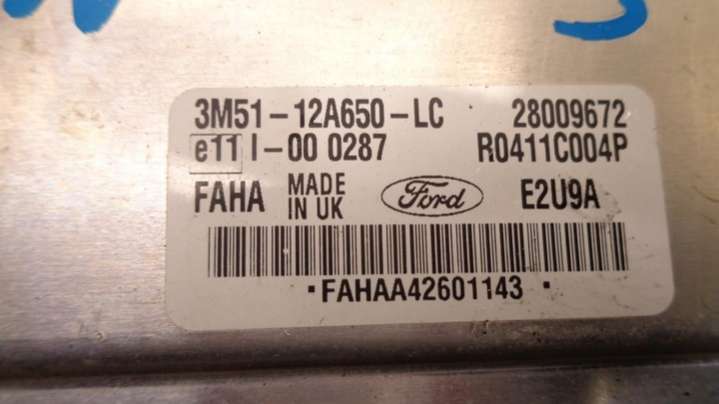 3M51-12A650-LC 28009672
e11 I-00 0287 R0411C004P
FAHA MADE IN UK Ford E2U9A
·FAHAA42601143·